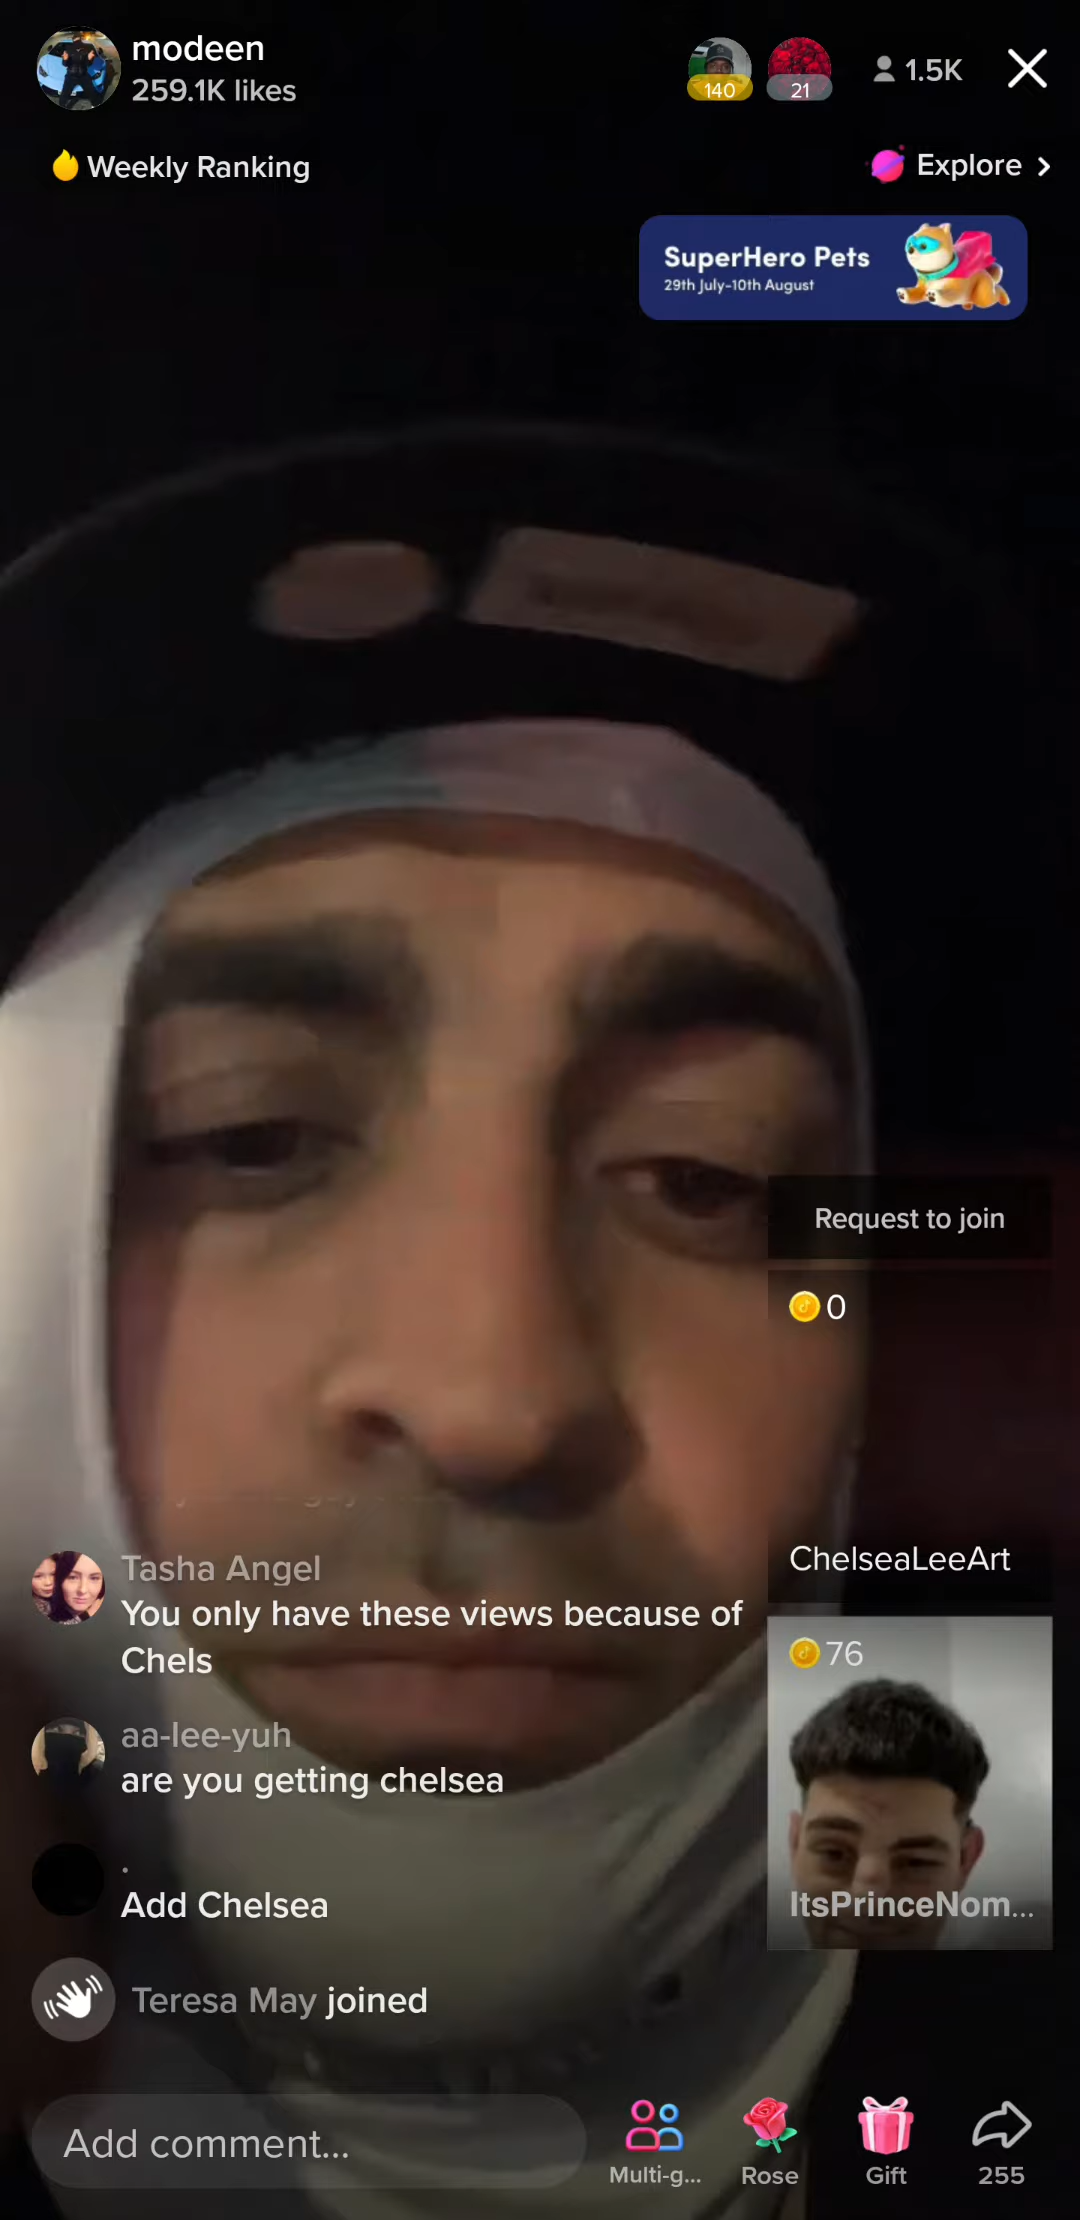 modeen
259.1K likes
140
21
1.5K
Weekly Ranking
Explore
SuperHero Pets
29th July-10th August
Request to join
0
ChelseaLeeArt
Tasha Angel
You only have these views because of
Chels
76
aa-lee-yuh
are you getting chelsea
.
Add Chelsea
ItsPrinceNom...
Teresa May joined
Add comment...
Multi-g...
Rose
Gift
255